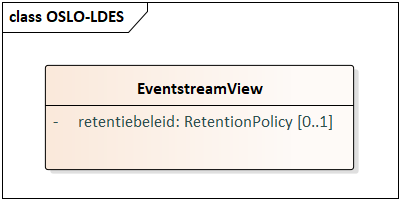 class OSLO-LDES
EventstreamView
- retentiebeleid: RetentionPolicy [0..1]